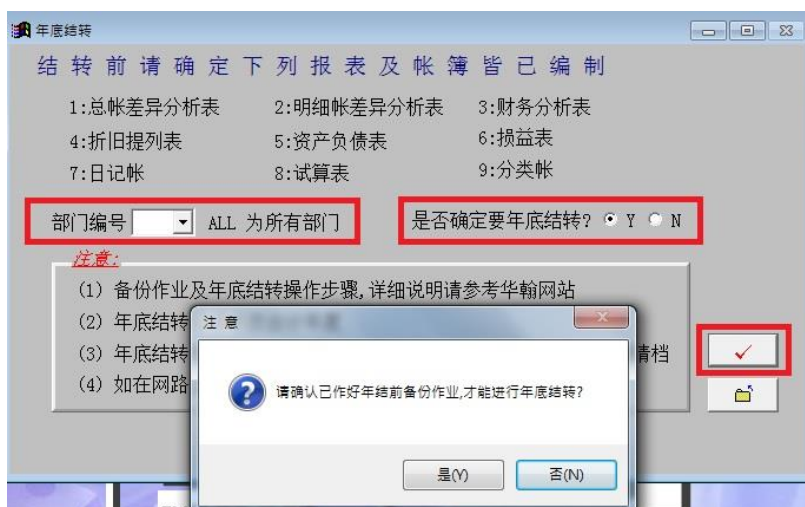 年底结转
结转前请确定下列报表及帐簿皆已编制
1:总帐差异分析表 2:明细帐差异分析表 3:财务分析表
4:折旧提列表 5:资产负债表 6:损益表
7:日记帐 8:试算表 9:分类帐
部门编号 ALL 为所有部门 是否确定要年底结转? Y N
注意:
(1) 备份作业及年底结转操作步骤,详细说明请参考华翰网站
(2) 年底结转
(3) 年底结转 清档
(4) 如在网路
注 意
请确认已作好年结前备份作业,才能进行年底结转?
是(Y) 否(N)